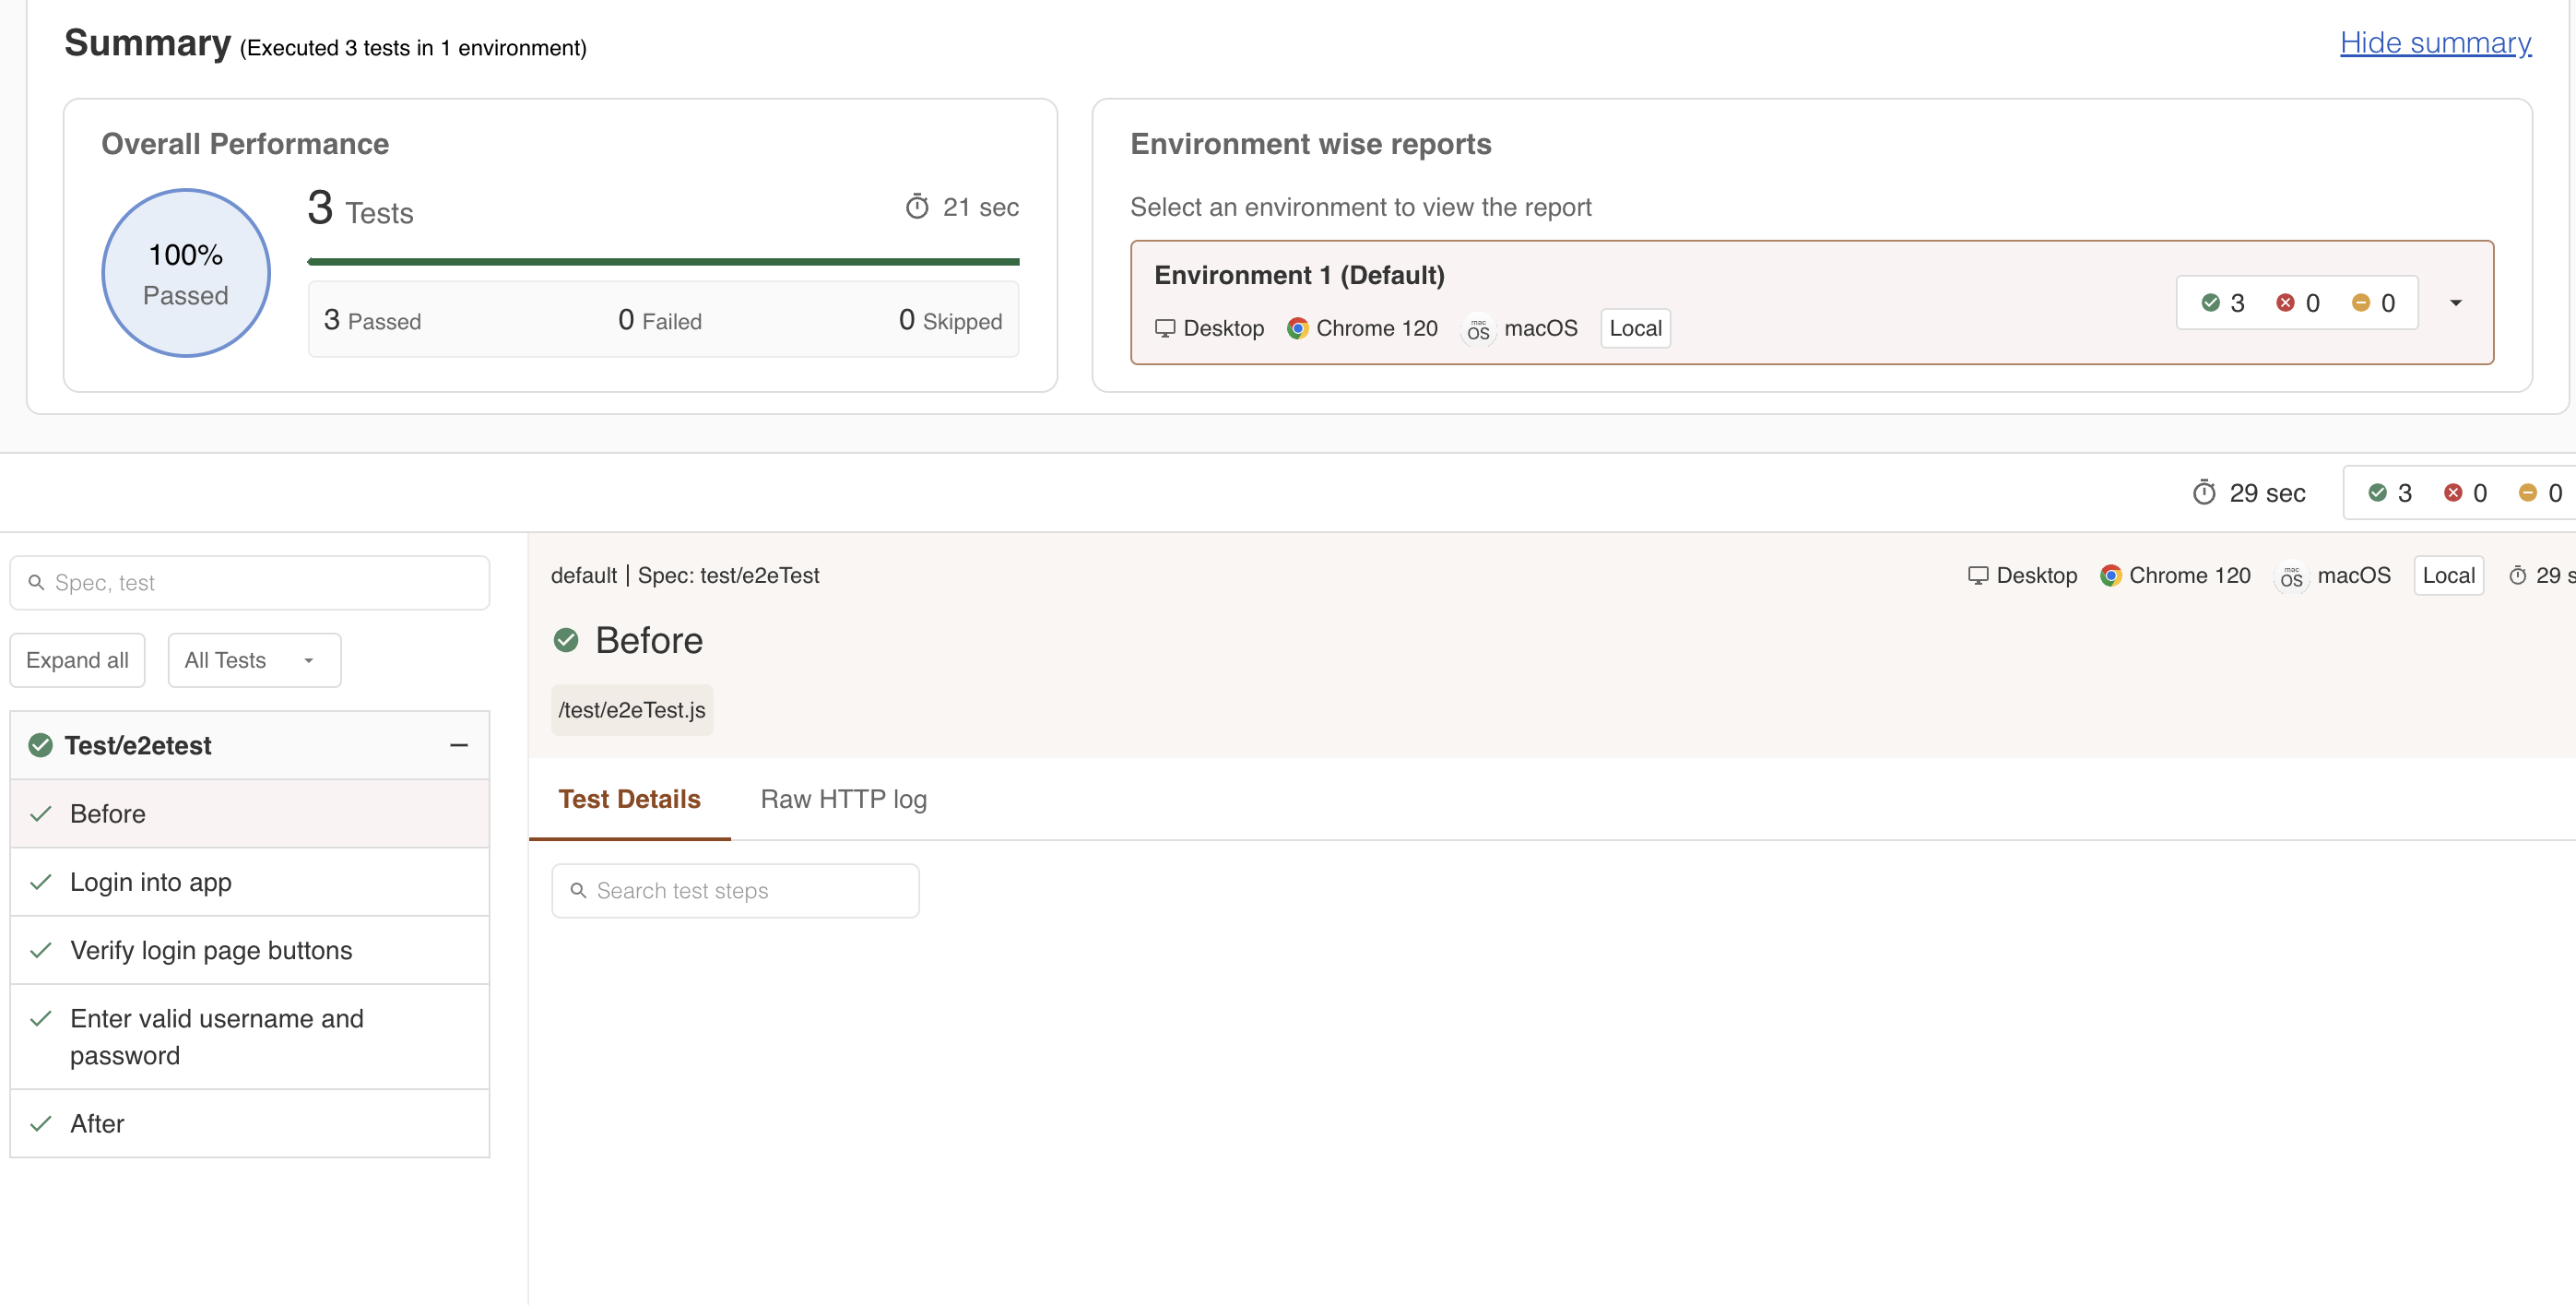 Summary (Executed 3 tests in 1 environment)
Hide summary
Overall Performance
100%
Passed
3 Tests
21 sec
3 Passed
0 Failed
0 Skipped
Environment wise reports
Select an environment to view the report
Environment 1 (Default)
Desktop
Chrome 120
mac OS
macOS
Local
3
0
0
29 sec
3
0
0
Spec, test
Expand all
All Tests
Test/e2etest
Before
Login into app
Verify login page buttons
Enter valid username and
password
After
default | Spec: test/e2eTest
Desktop
Chrome 120
mac OS
macOS
Local
29 s
Before
/test/e2eTest.js
Test Details
Raw HTTP log
Search test steps